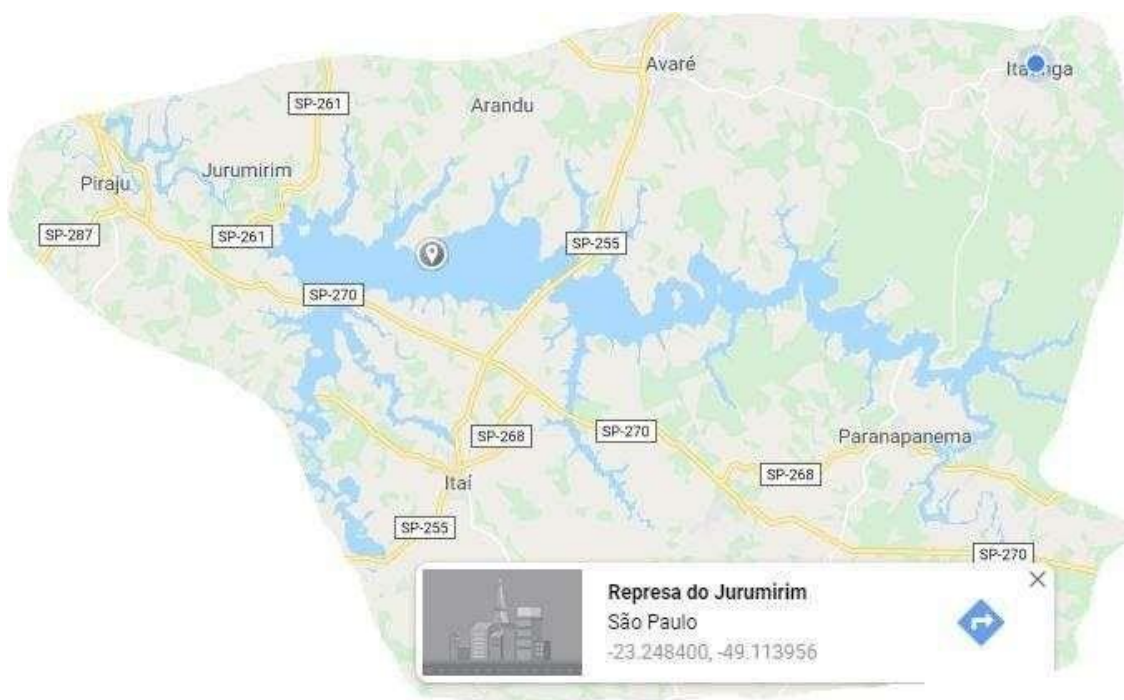 Avaré
Itatinga
SP-261
Arandu
Jurumirim
Piraju
SP-287
SP-261
SP-255
SP-270
SP-270
SP-268
Paranapanema
SP-268
Itaí
SP-255
SP-270
Represa do Jurumirim
São Paulo
-23.248400, -49.113956